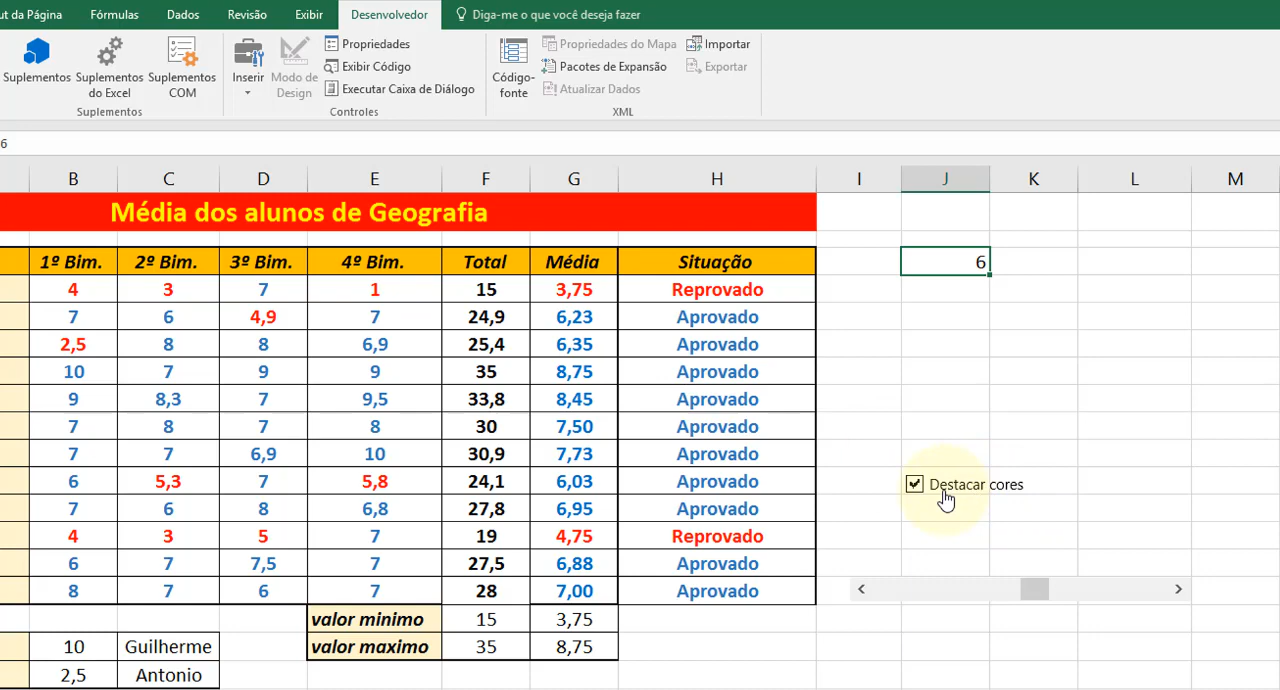 ut da Página Fórmulas Dados Revisão Exibir Desenvolvedor Diga-me o que você deseja fazer
Suplementos Suplementos do Excel Suplementos COM
Suplementos
Inserir Modo de Design
Propriedades
Exibir Código
Executar Caixa de Diálogo
Controles
Código-fonte
Propriedades do Mapa Importar
Pacotes de Expansão Exportar
Atualizar Dados
XML
6
B C D E F G H I J K L M
Média dos alunos de Geografia
1º Bim. 2º Bim. 3º Bim. 4º Bim. Total Média Situação 6
4 3 7 1 15 3,75 Reprovado
7 6 4,9 7 24,9 6,23 Aprovado
2,5 8 8 6,9 25,4 6,35 Aprovado
10 7 9 9 35 8,75 Aprovado
9 8,3 7 9,5 33,8 8,45 Aprovado
7 8 7 8 30 7,50 Aprovado
7 7 6,9 10 30,9 7,73 Aprovado
6 5,3 7 5,8 24,1 6,03 Aprovado Destacar cores
7 6 8 6,8 27,8 6,95 Aprovado
4 3 5 7 19 4,75 Reprovado
6 7 7,5 7 27,5 6,88 Aprovado
8 7 6 7 28 7,00 Aprovado
valor minimo 15 3,75
10 Guilherme valor maximo 35 8,75
2,5 Antonio